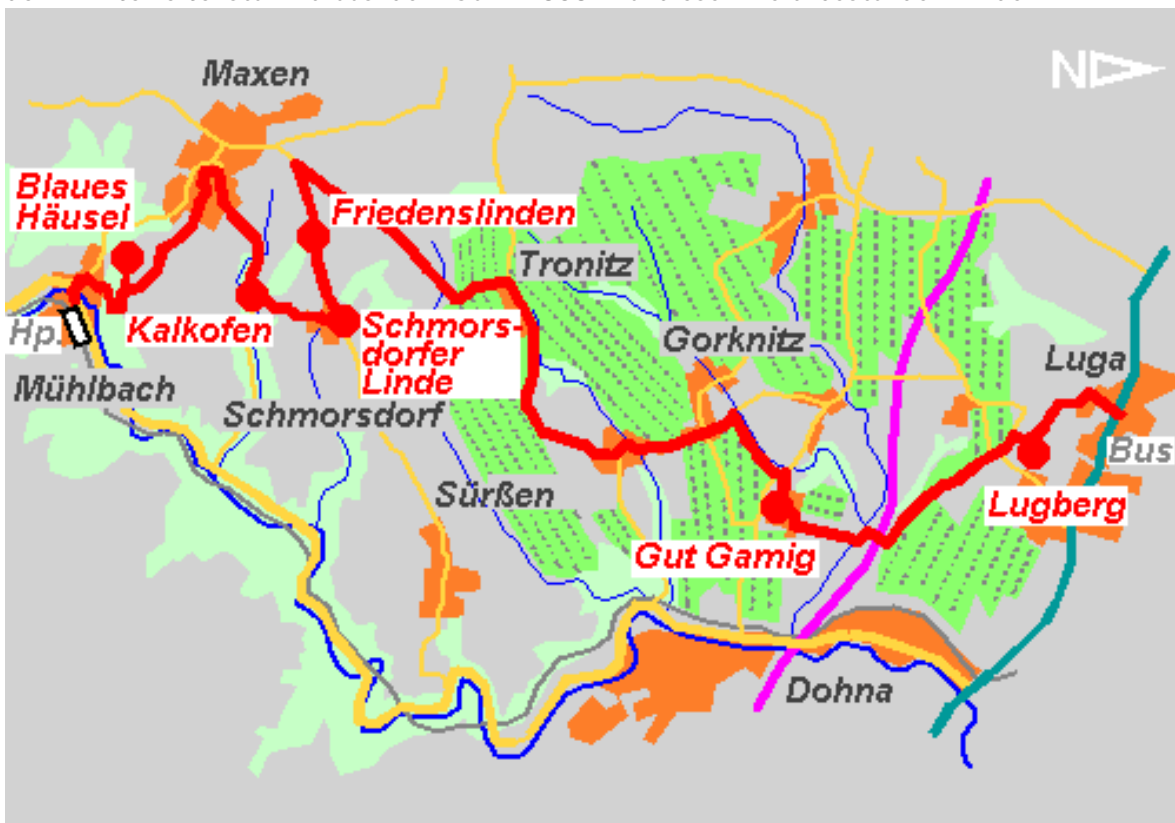 Maxen
N
Blaues
Häusel
Friedenslinden
Tronitz
Hp.
Kalkofen
Schmors-
dorfer
Linde
Gorknitz
Luga
Mühlbach
Schmorsdorf
Bus
Sürßen
Lugberg
Gut Gamig
Dohna